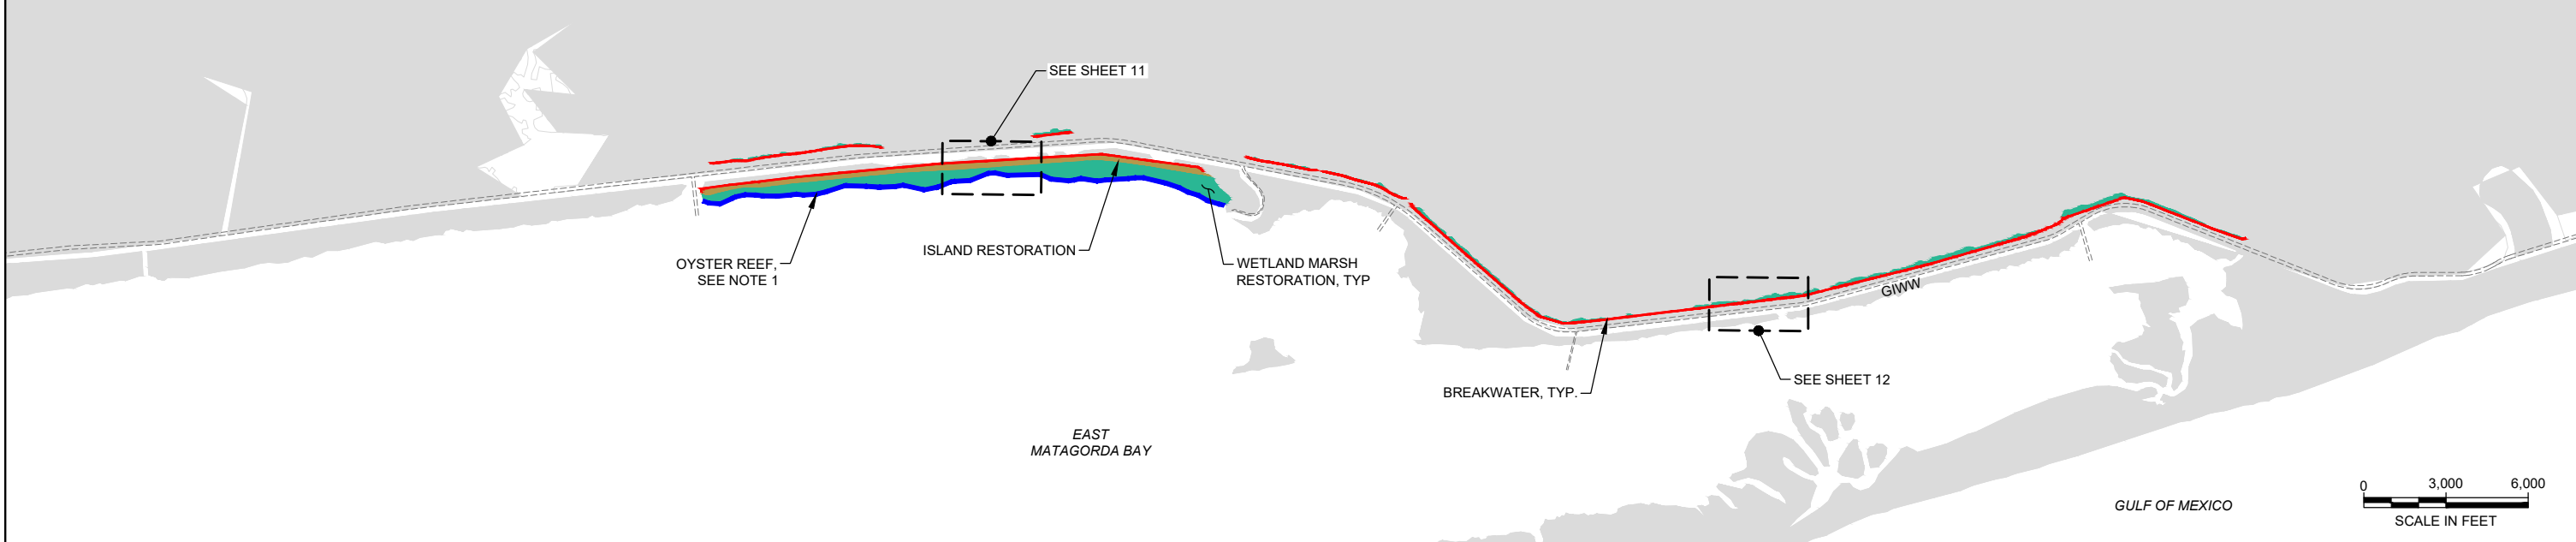 SEE SHEET 11
OYSTER REEF,
SEE NOTE 1
ISLAND RESTORATION
WETLAND MARSH
RESTORATION, TYP
GIWW
BREAKWATER, TYP.
SEE SHEET 12
EAST
MATAGORDA BAY
GULF OF MEXICO
0 3,000 6,000
SCALE IN FEET